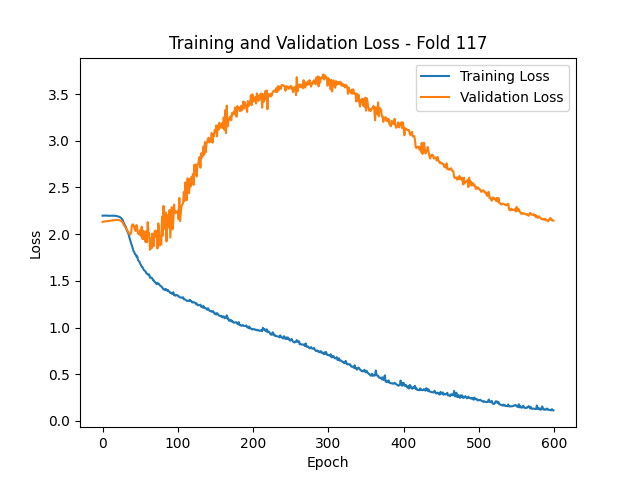 Training and Validation Loss - Fold 117
Training Loss
Validation Loss
Loss
3.5
3.0
2.5
2.0
1.5
1.0
0.5
0.0
0 100 200 300 400 500 600
Epoch